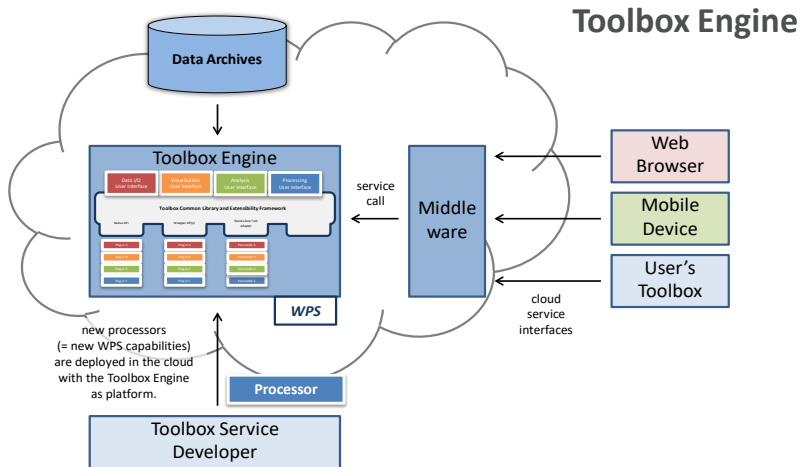 Toolbox Engine
Data Archives
Toolbox Engine
Data I/O
User Interface
Visualisation
User Interface
Analysis
User Interface
Processing
User Interface
Toolbox Common Library and Extensibility Framework
WPS
service
call
Middle
ware
Web
Browser
Mobile
Device
User's
Toolbox
cloud
service
interfaces
new processors
(= new WPS capabilities)
are deployed in the cloud
with the Toolbox Engine
as platform.
Processor
Toolbox Service
Developer